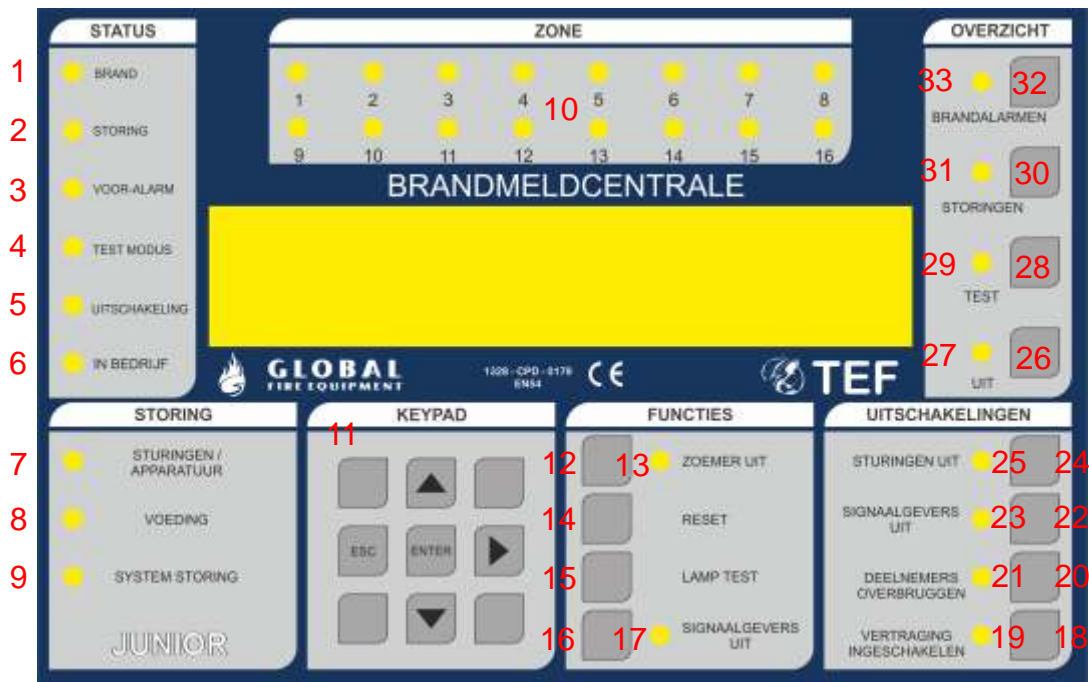 STATUS
1 BRAND
2 STORING
3 VOOR-ALARM
4 TEST MODUS
5 UITSCHAKELING
6 IN BEDRIJF
ZONE
1 2 3 4 5 6 7 8
10
9 10 11 12 13 14 15 16
BRANDMELDCENTRALE
GLOBAL
FIRE EQUIPMENT
1328 - CPD - 0178
EN54
CE
TEF
OVERZICHT
33 32
BRANDALARMEN
31 30
STORINGEN
29 28
TEST
27 26
UIT
STORING
7 STURINGEN /
APPARATUUR
8 VOEDING
9 SYSTEM STORING
JUNIOR
KEYPAD
11
ESC ENTER
FUNCTIES
12 13 ZOEMER UIT
14 RESET
15 LAMP TEST
16 17 SIGNAALGEVERS
UIT
UITSCHAKELINGEN
STURINGEN UIT 25 24
SIGNAALGEVERS
UIT 23 22
DEELNEMERS
OVERBRUGGEN 21 20
VERTRAGING
INGESCHAKELEN 19 18